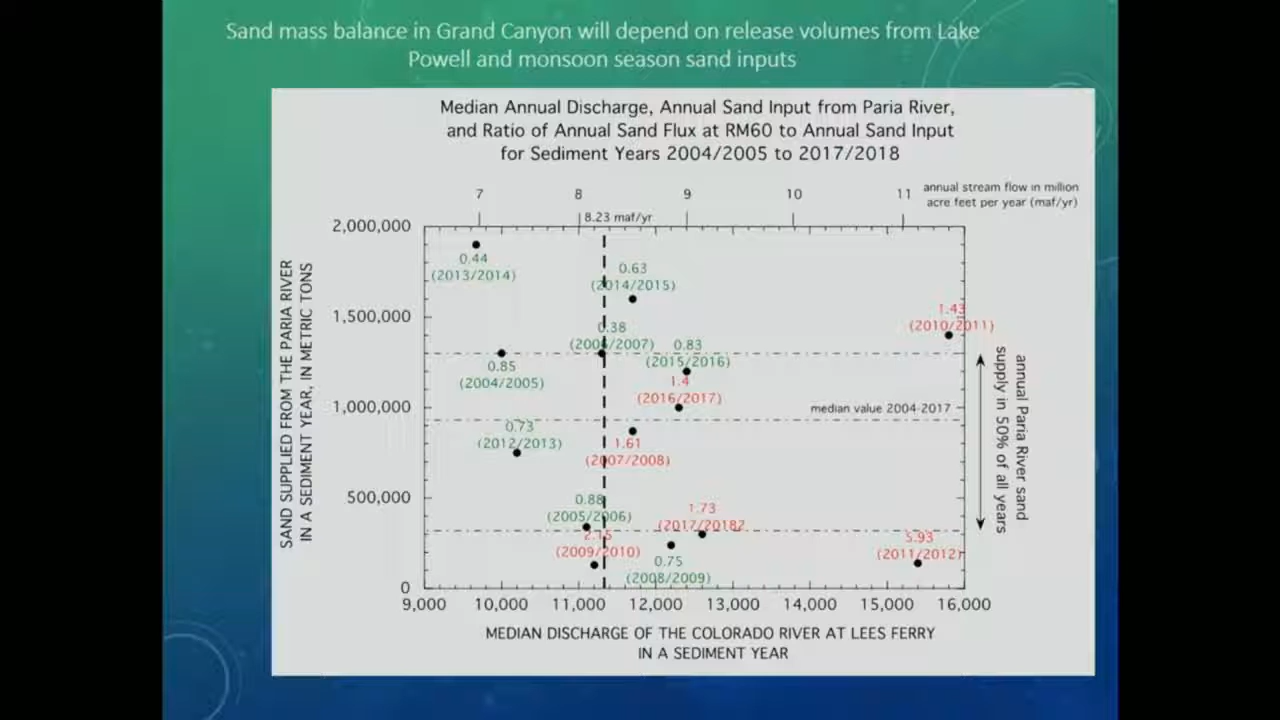 Sand mass balance in Grand Canyon will depend on release volumes from Lake
Powell and monsoon season sand inputs
Median Annual Discharge, Annual Sand Input from Paria River,
and Ratio of Annual Sand Flux at RM60 to Annual Sand Input
for Sediment Years 2004/2005 to 2017/2018
7 8 9 10 11
annual stream flow in million
acre feet per year (maf/yr)
8.23 maf/yr
SAND SUPPLIED FROM THE PARIA RIVER
IN A SEDIMENT YEAR, IN METRIC TONS
2,000,000
1,500,000
1,000,000
500,000
0
0.44
(2013/2014)
0.63
(2014/2015)
1.43
(2010/2011)
0.38
(2006/2007)
0.83
(2015/2016)
0.85
(2004/2005)
1.4
(2016/2017)
median value 2004-2017
0.73
(2012/2013)
1.61
(2007/2008)
0.88
(2005/2006)
1.73
(2017/2018?
2.15
(2009/2010)
5.93
(2011/2012)
0.75
(2008/2009)
annual Paria River sand
supply in 50% of all years
9,000 10,000 11,000 12,000 13,000 14,000 15,000 16,000
MEDIAN DISCHARGE OF THE COLORADO RIVER AT LEES FERRY
IN A SEDIMENT YEAR